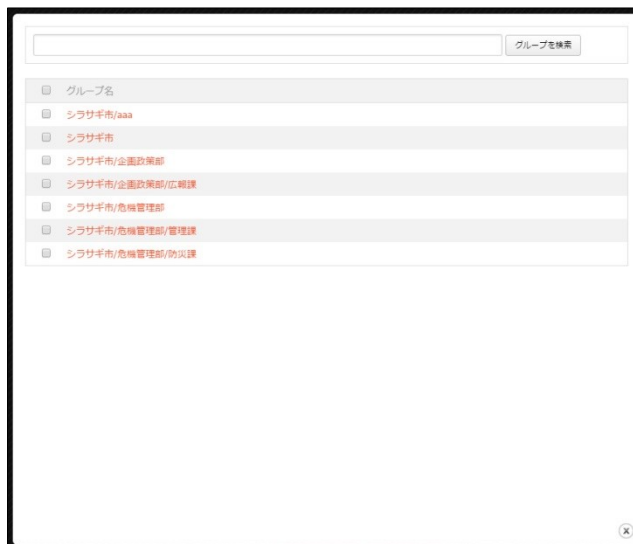 グループを検索
グループ名
シラサギ市/aaa
シラサギ市
シラサギ市/企画政策部
シラサギ市/企画政策部/広報課
シラサギ市/危機管理部
シラサギ市/危機管理部/管理課
シラサギ市/危機管理部/防災課
x